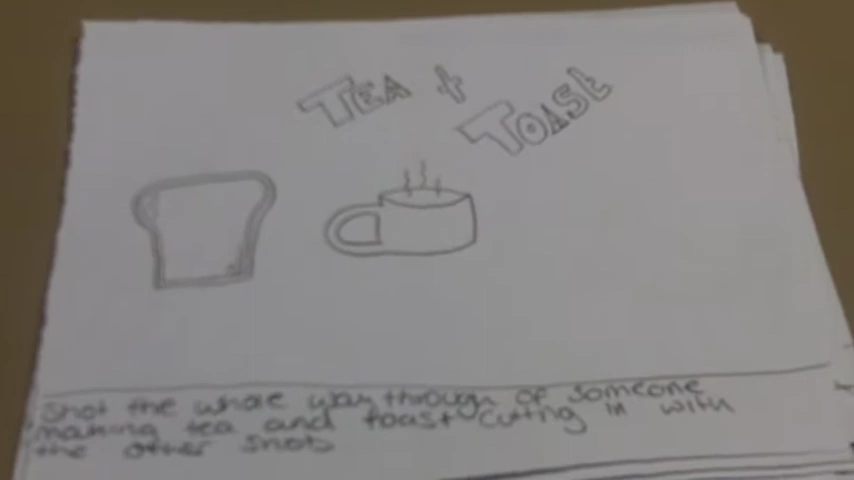 TEA +
TOAST
Shot the whole way through of someone
making tea and toast cutting in with
the other shots